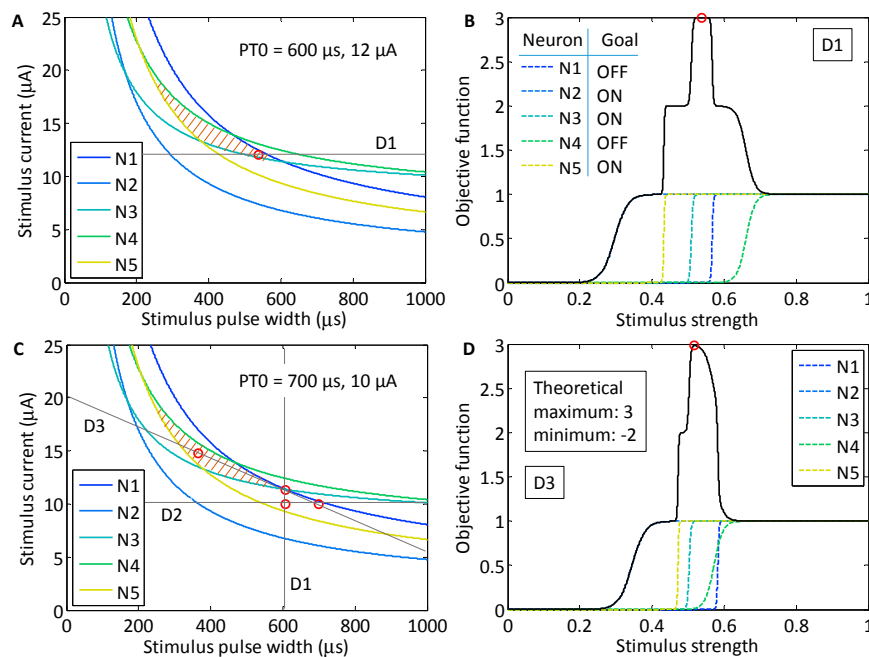 A
PT0 = 600 µs, 12 µA
D1
N1
N2
N3
N4
N5
Stimulus current (µA)
25
20
15
10
5
0
0
200
400
600
800
1000
Stimulus pulse width (µs)
B
D1
Neuron Goal
N1 OFF
N2 ON
N3 ON
N4 OFF
N5 ON
Objective function
3
2.5
2
1.5
1
0.5
0
0
0.2
0.4
0.6
0.8
1
Stimulus strength
C
PT0 = 700 µs, 10 µA
D3
D2
D1
N1
N2
N3
N4
N5
Stimulus current (µA)
25
20
15
10
5
0
0
200
400
600
800
1000
Stimulus pulse width (µs)
D
Theoretical
maximum: 3
minimum: -2
D3
N1
N2
N3
N4
N5
Objective function
3
2.5
2
1.5
1
0.5
0
0
0.2
0.4
0.6
0.8
1
Stimulus strength